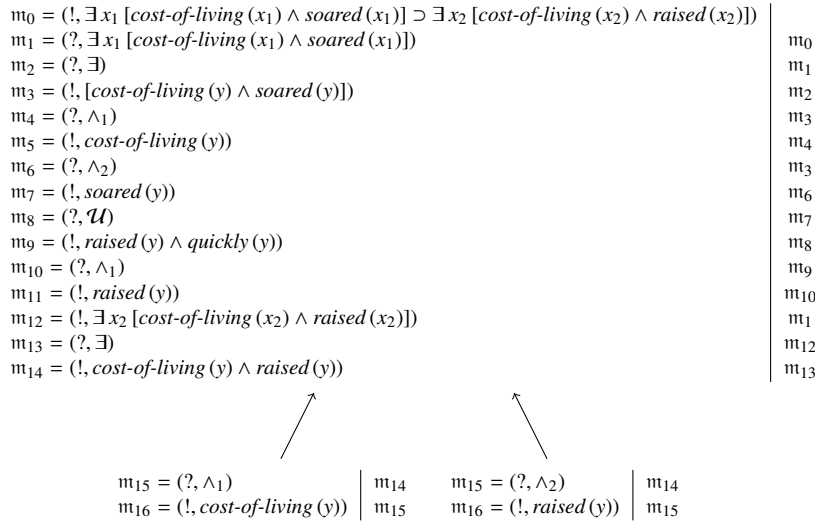 𝔪₀ = (!, ∃ x₁ [cost-of-living (x₁) ∧ soared (x₁)] ⊃ ∃ x₂ [cost-of-living (x₂) ∧ raised (x₂)])
𝔪₁ = (?, ∃ x₁ [cost-of-living (x₁) ∧ soared (x₁)]) 𝔪₀
𝔪₂ = (?, ∃) 𝔪₁
𝔪₃ = (!, [cost-of-living (y) ∧ soared (y)]) 𝔪₂
𝔪₄ = (?, ∧₁) 𝔪₃
𝔪₅ = (!, cost-of-living (y)) 𝔪₄
𝔪₆ = (?, ∧₂) 𝔪₃
𝔪₇ = (!, soared (y)) 𝔪₆
𝔪₈ = (?, 𝓤) 𝔪₇
𝔪₉ = (!, raised (y) ∧ quickly (y)) 𝔪₈
𝔪₁₀ = (?, ∧₁) 𝔪₉
𝔪₁₁ = (!, raised (y)) 𝔪₁₀
𝔪₁₂ = (!, ∃ x₂ [cost-of-living (x₂) ∧ raised (x₂)]) 𝔪₁
𝔪₁₃ = (?, ∃) 𝔪₁₂
𝔪₁₄ = (!, cost-of-living (y) ∧ raised (y)) 𝔪₁₃
𝔪₁₅ = (?, ∧₁) 𝔪₁₄ 𝔪₁₅ = (?, ∧₂) 𝔪₁₄
𝔪₁₆ = (!, cost-of-living (y)) 𝔪₁₅ 𝔪₁₆ = (!, raised (y)) 𝔪₁₅